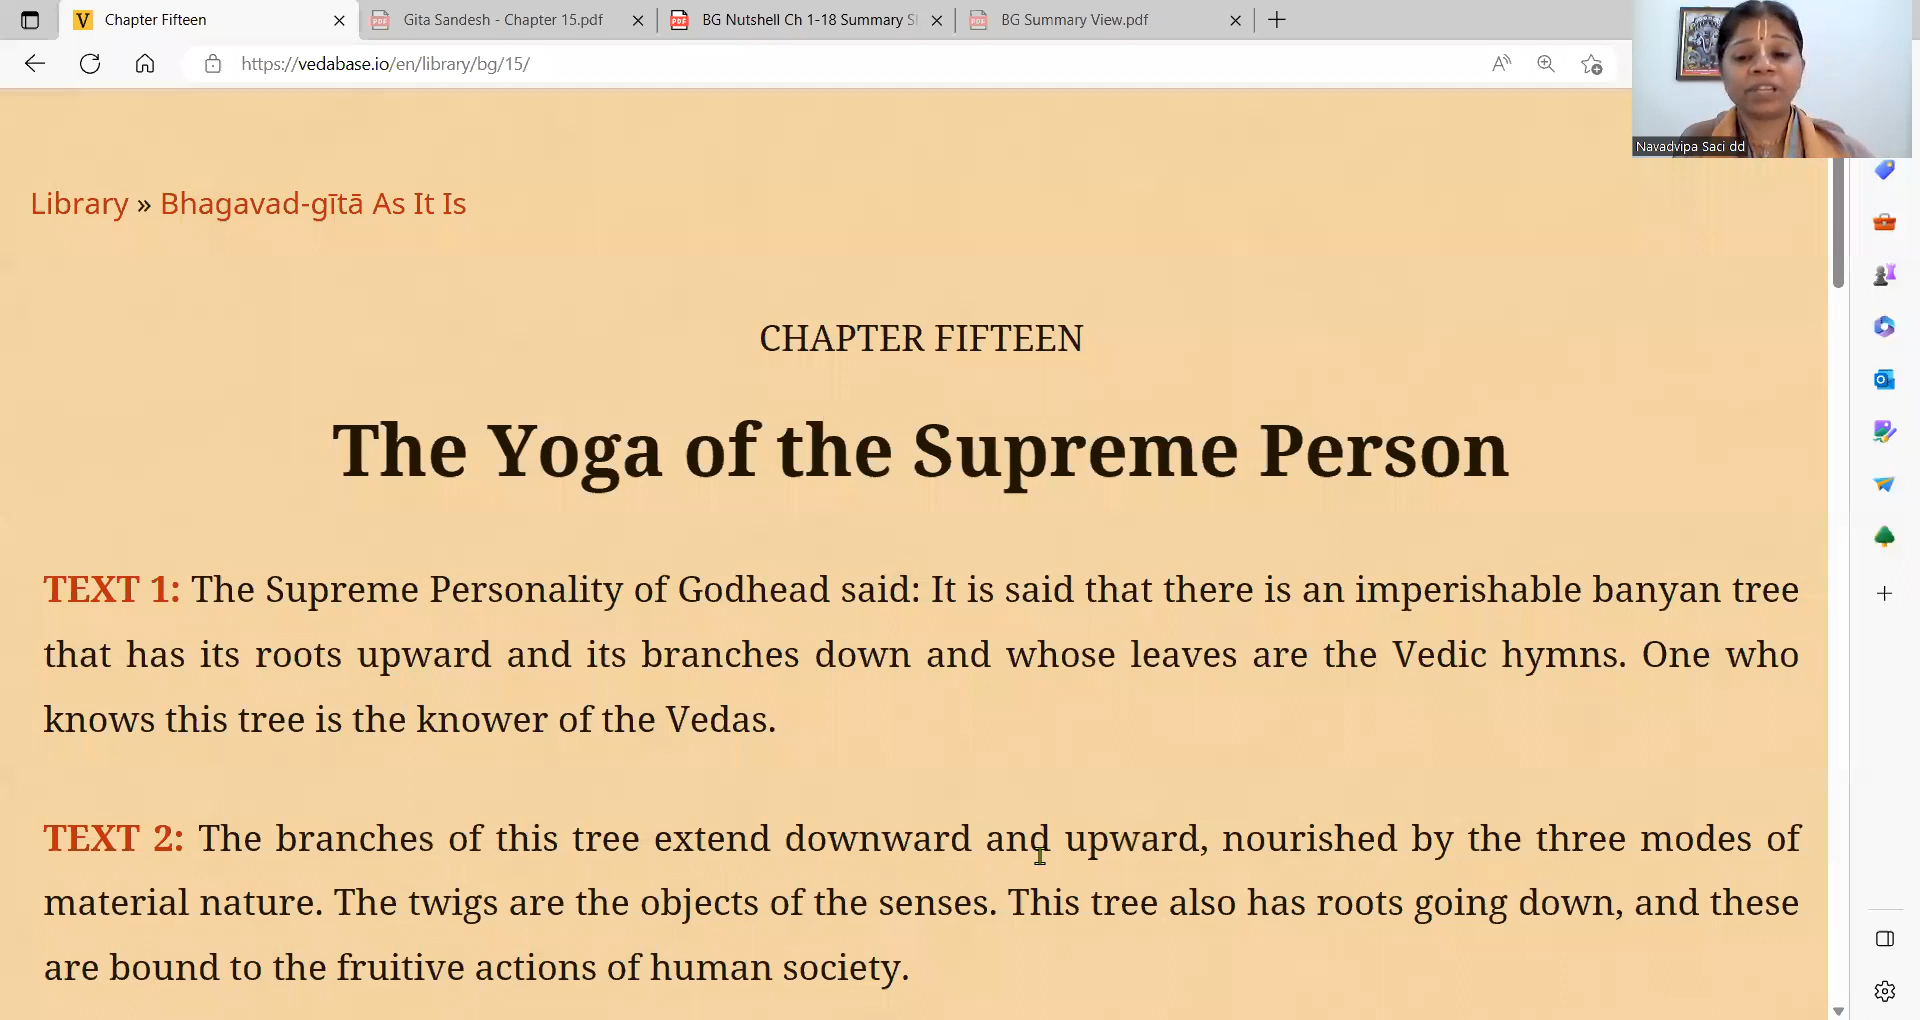 Chapter Fifteen
Gita Sandesh - Chapter 15.pdf
BG Nutshell Ch 1-18 Summary S
BG Summary View.pdf
https://vedabase.io/en/library/bg/15/
Navadvipa Saci dd
Library » Bhagavad-gītā As It Is
CHAPTER FIFTEEN
The Yoga of the Supreme Person
TEXT 1: The Supreme Personality of Godhead said: It is said that there is an imperishable banyan tree
that has its roots upward and its branches down and whose leaves are the Vedic hymns. One who
knows this tree is the knower of the Vedas.
TEXT 2: The branches of this tree extend downward and upward, nourished by the three modes of
material nature. The twigs are the objects of the senses. This tree also has roots going down, and these
are bound to the fruitive actions of human society.